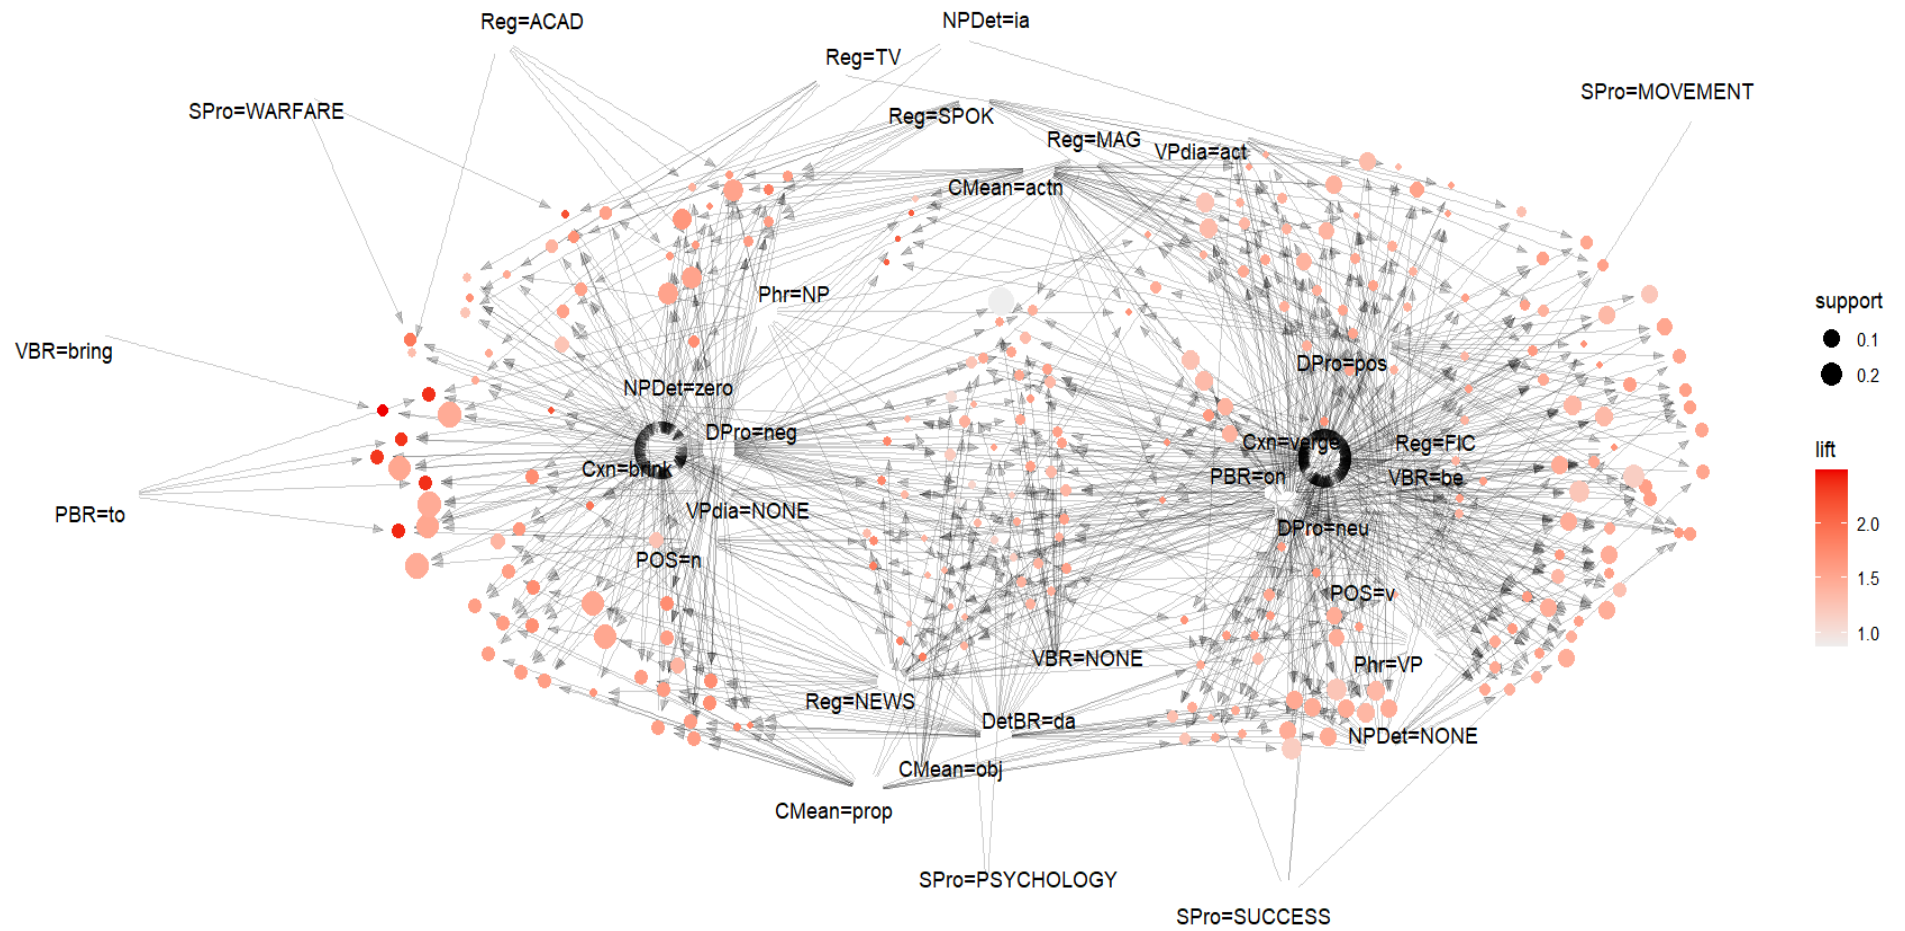 NPDet=ia
Reg=ACAD
Reg=TV
SPro=MOVEMENT
SPro=WARFARE
Reg=SPOK
Reg=MAG
VPdia=act
CMean=actn
Phr=NP
support
0.1
VBR=bring
DPro=pos
0.2
NPDet=zero
DPro=neg
Cxn=verge
Reg=FIC
lift
Cxn=brink
PBR=on
VBR=be
PBR=to
VPdia=NONE
DPro=neu
2.0
POS=n
1.5
POS=v
1.0
VBR=NONE
Phr=VP
Reg=NEWS
DetBR=da
NPDet=NONE
CMean=obj
CMean=prop
SPro=PSYCHOLOGY
SPro=SUCCESS